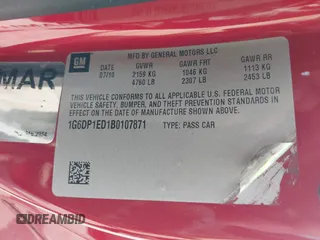 MAR
GM
MFD BY GENERAL MOTORS LLC
DATE GVWR GAWR FRT GAWR RR
07/10 2159 KG 1046 KG 1113 KG
4760 LB 2307 LB 2453 LB
THIS VEHICLE CONFORMS TO ALL APPLICABLE U.S. FEDERAL MOTOR
VEHICLE SAFETY, BUMPER, AND THEFT PREVENTION STANDARDS IN
EFFECT ON THE DATE OF MANUFACTURE SHOWN ABOVE.
1G6DP1ED1B0107871 TYPE: PASS CAR
DREAMBID